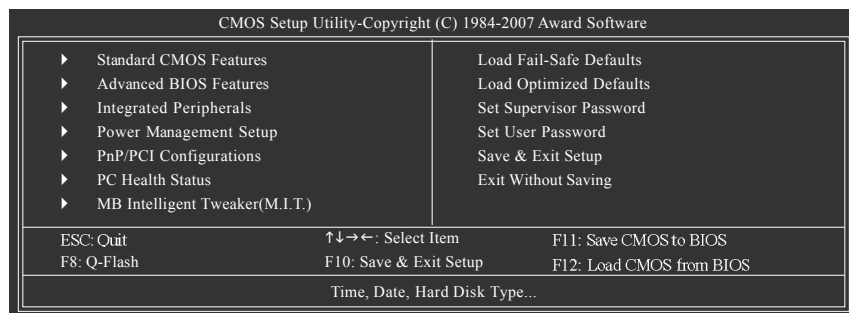 CMOS Setup Utility-Copyright (C) 1984-2007 Award Software
Standard CMOS Features
Advanced BIOS Features
Integrated Peripherals
Power Management Setup
PnP/PCI Configurations
PC Health Status
MB Intelligent Tweaker(M.I.T.)
Load Fail-Safe Defaults
Load Optimized Defaults
Set Supervisor Password
Set User Password
Save & Exit Setup
Exit Without Saving
ESC: Quit ↑↓→←: Select Item F11: Save CMOS to BIOS
F8: Q-Flash F10: Save & Exit Setup F12: Load CMOS from BIOS
Time, Date, Hard Disk Type...